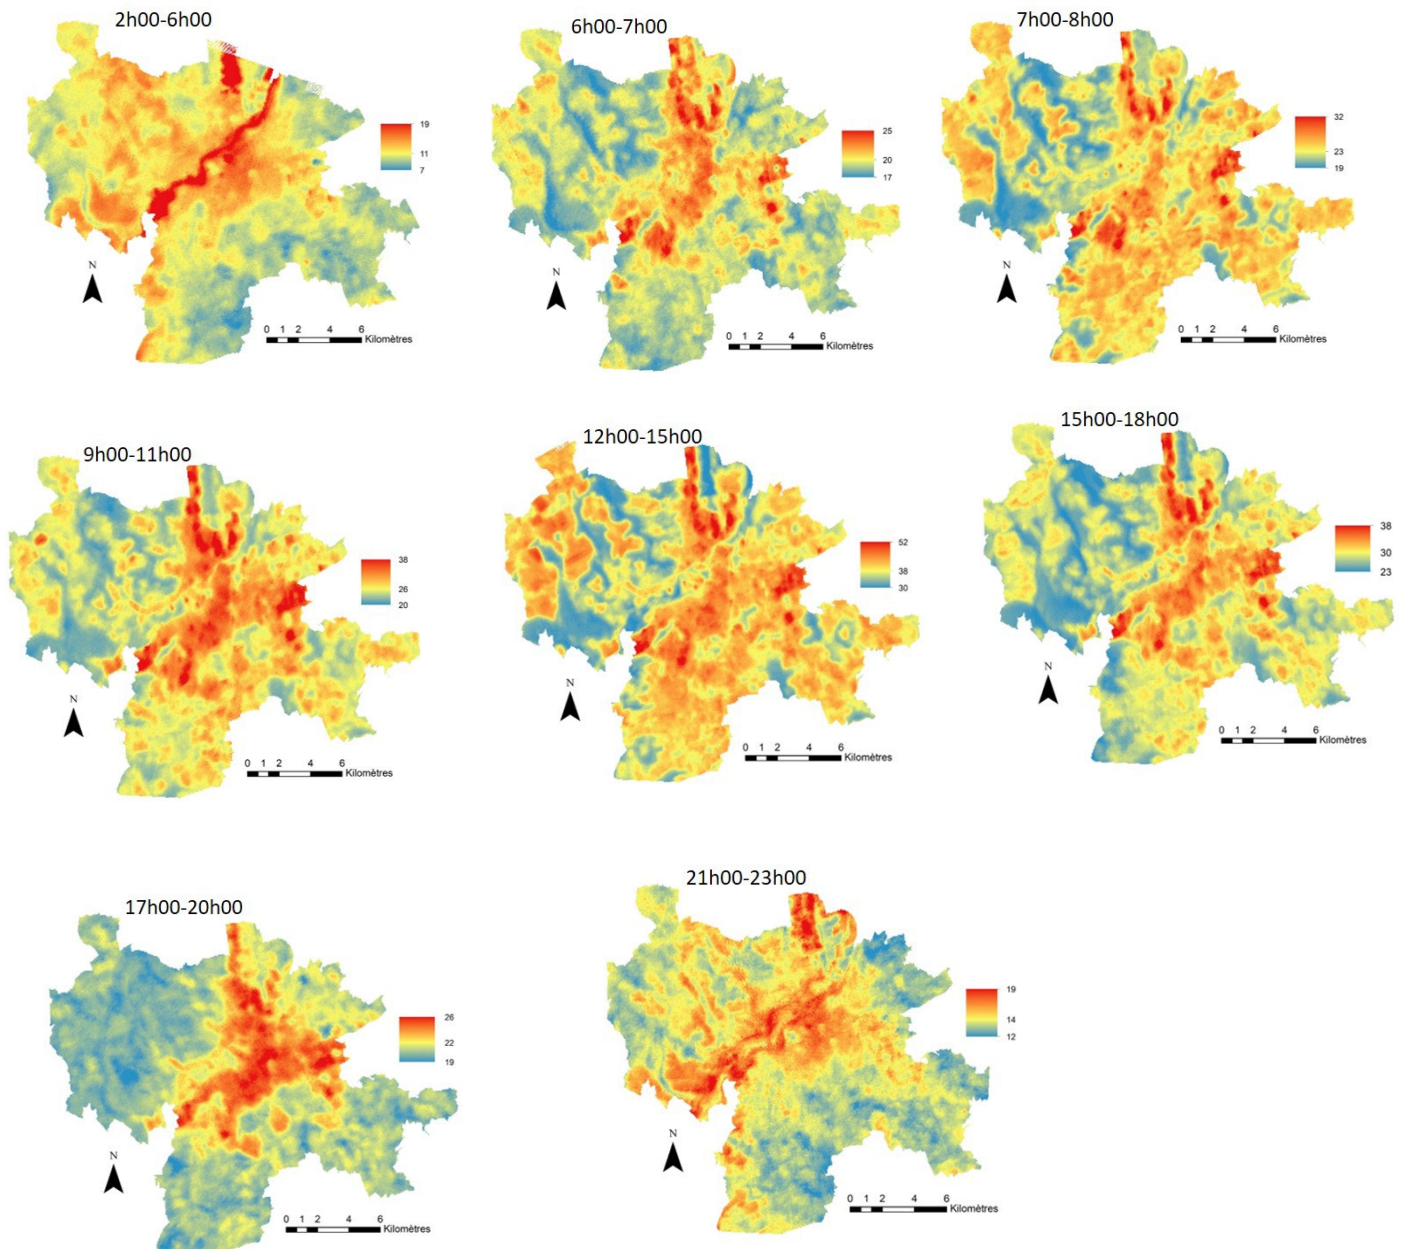 2h00-6h00
19
11
7
N
0 1 2 4 6
Kilomètres
6h00-7h00
25
20
17
N
0 1 2 4 6
Kilomètres
7h00-8h00
32
23
19
N
0 1 2 4 6
Kilomètres
9h00-11h00
38
26
20
N
0 1 2 4 6
Kilomètres
12h00-15h00
52
38
30
N
0 1 2 4 6
Kilomètres
15h00-18h00
38
30
23
N
0 1 2 4 6
Kilomètres
17h00-20h00
26
22
19
N
0 1 2 4 6
Kilomètres
21h00-23h00
19
14
12
N
0 1 2 4 6
Kilomètres